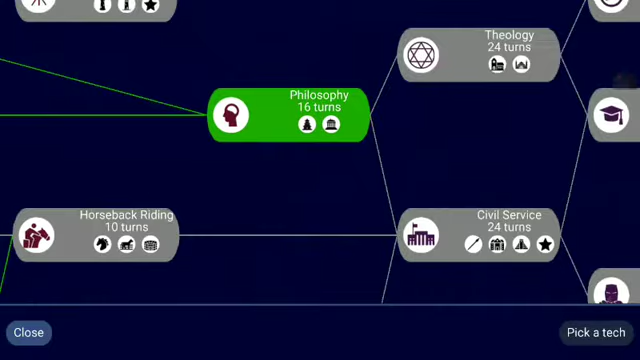 Theology
24 turns
Philosophy
16 turns
Horseback Riding
10 turns
Civil Service
24 turns
Close
Pick a tech